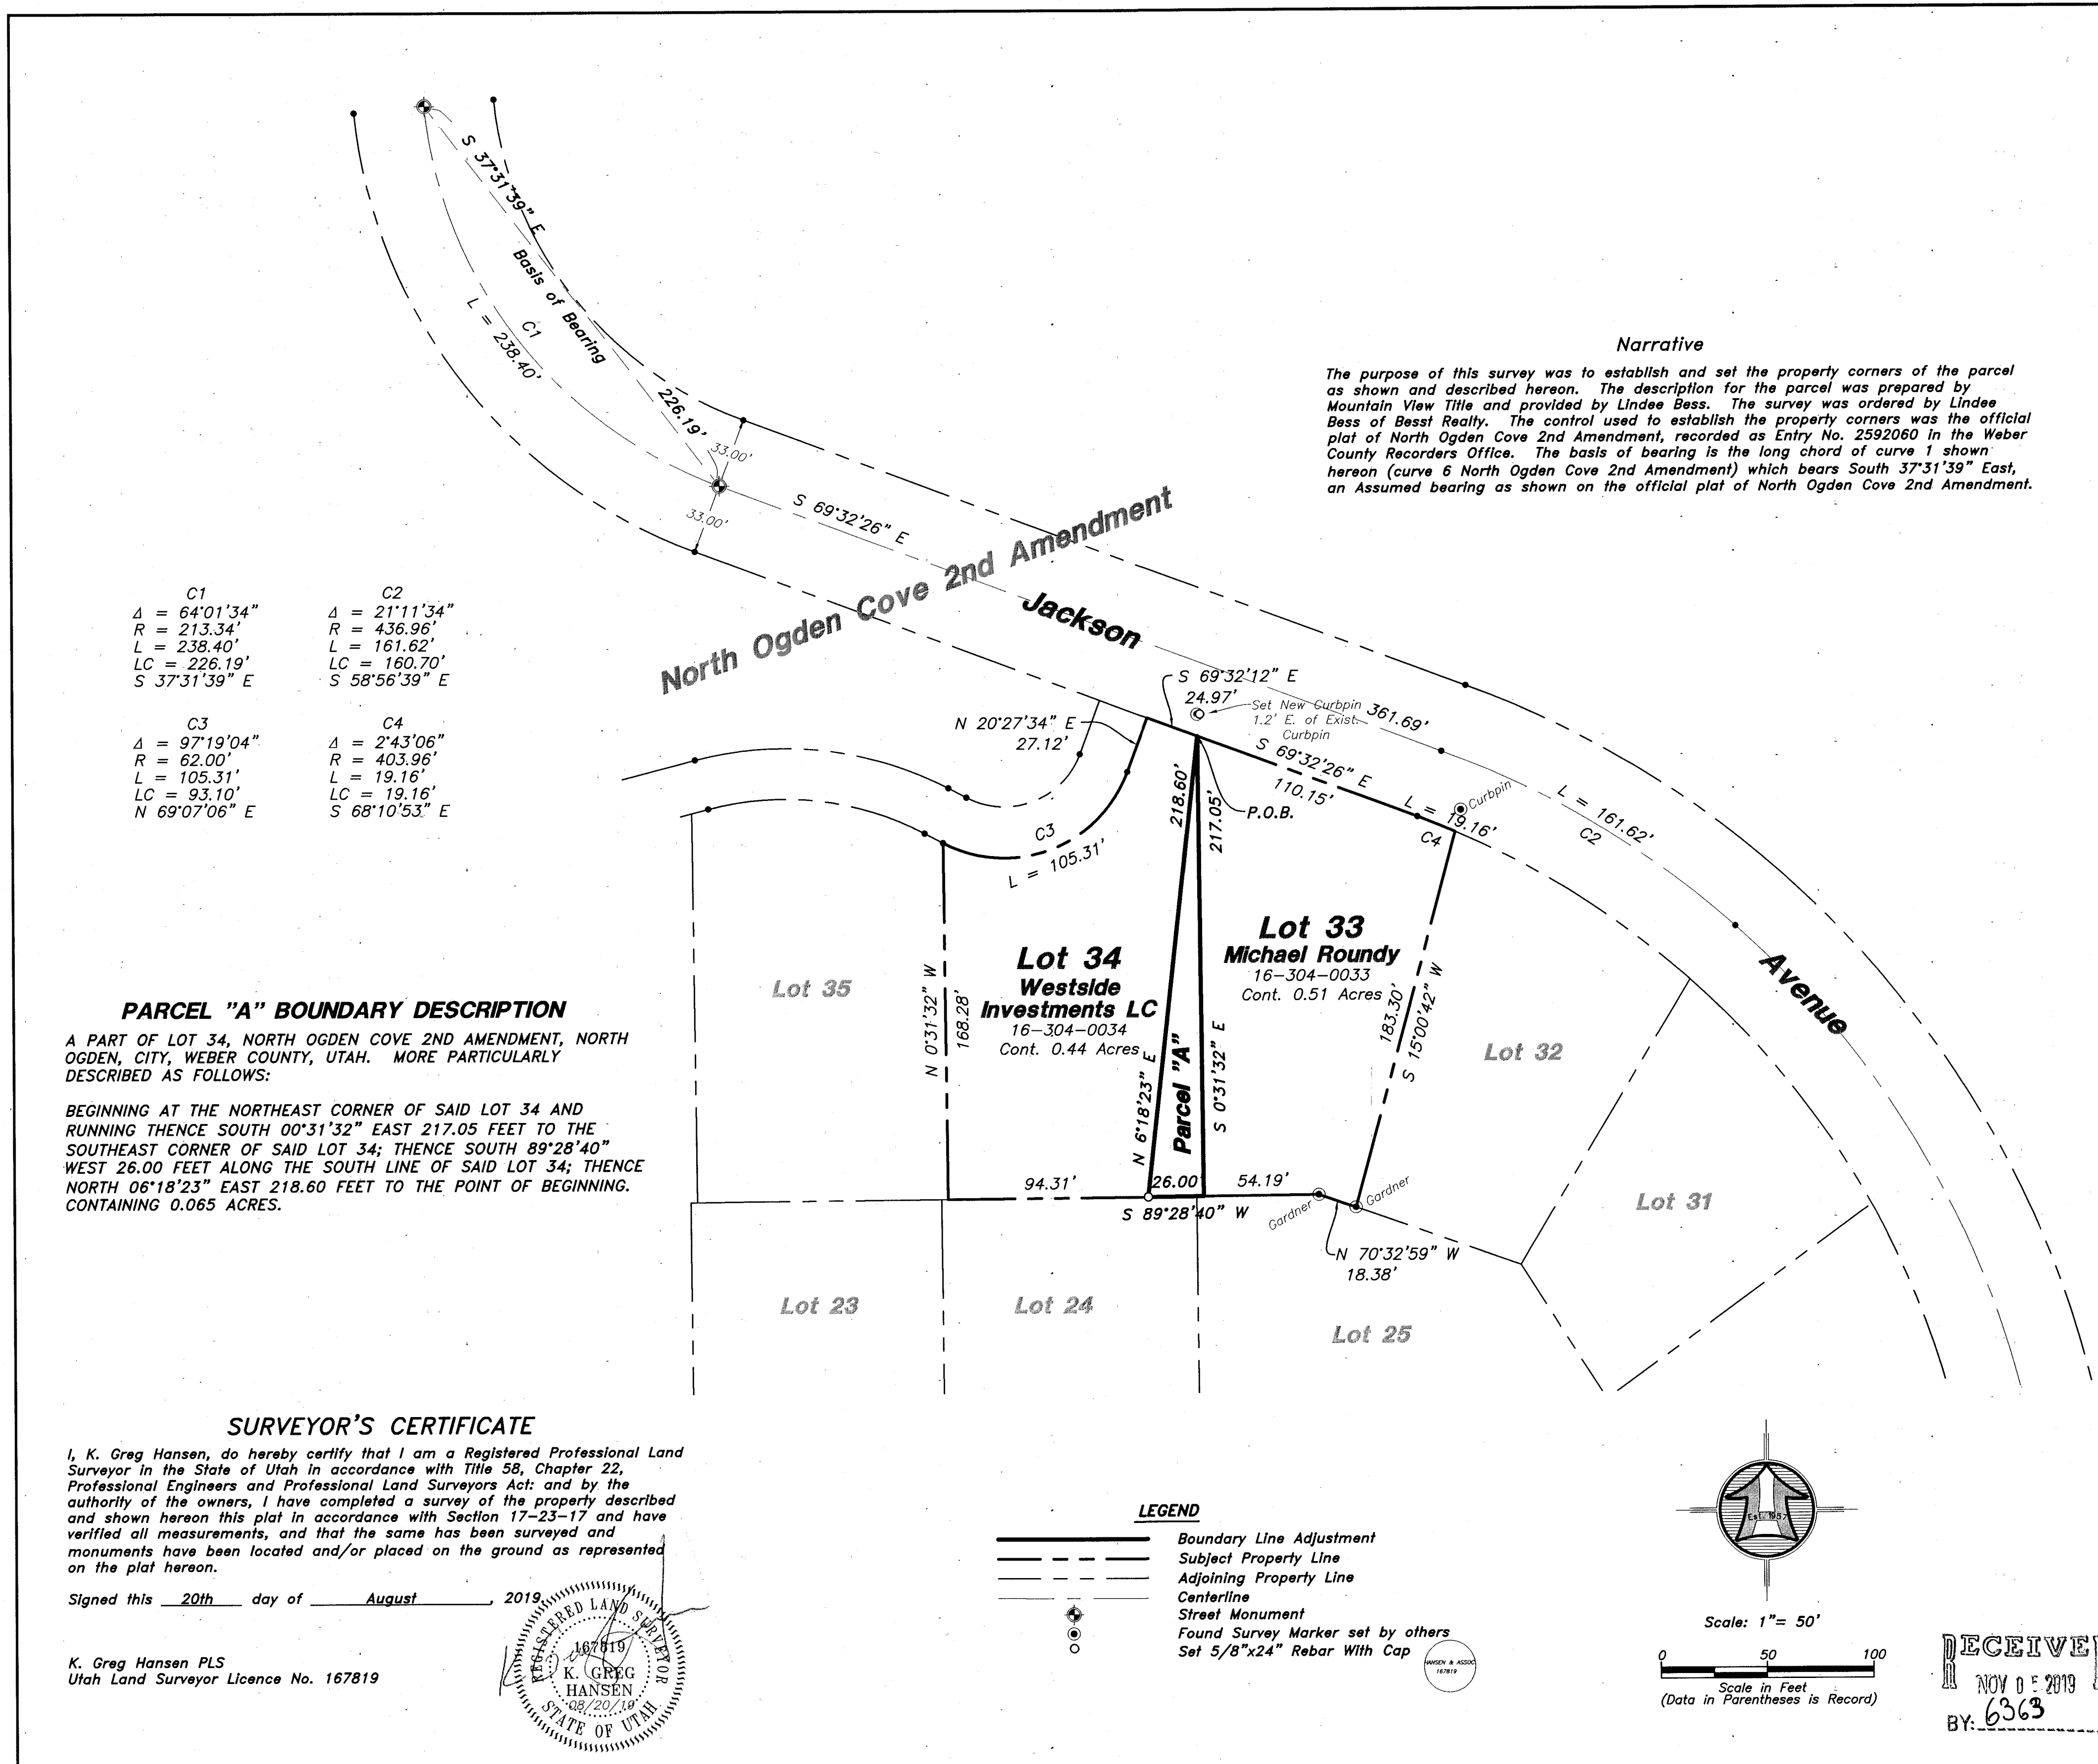 S 37°31'39" E
Basis of Bearing
226.19'
C1
L = 238.40'
33.00'
33.00'
S 69°32'26" E
North Ogden Cove 2nd Amendment
Jackson
Avenue
Narrative
The purpose of this survey was to establish and set the property corners of the parcel
as shown and described hereon. The description for the parcel was prepared by
Mountain View Title and provided by Lindee Bess. The survey was ordered by Lindee
Bess of Besst Realty. The control used to establish the property corners was the official
plat of North Ogden Cove 2nd Amendment, recorded as Entry No. 2592060 in the Weber
County Recorders Office. The basis of bearing is the long chord of curve 1 shown
hereon (curve 6 North Ogden Cove 2nd Amendment) which bears South 37°31'39" East,
an Assumed bearing as shown on the official plat of North Ogden Cove 2nd Amendment.
C1
Δ = 64°01'34"
R = 213.34'
L = 238.40'
LC = 226.19'
S 37°31'39" E
C2
Δ = 21°11'34"
R = 436.96'
L = 161.62'
LC = 160.70'
S 58°56'39" E
C3
Δ = 97°19'04"
R = 62.00'
L = 105.31'
LC = 93.10'
N 69°07'06" E
C4
Δ = 2°43'06"
R = 403.96'
L = 19.16'
LC = 19.16'
S 68°10'53" E
S 69°32'12" E
24.97'
Set New Curbpin
1.2' E. of Exist.
Curbpin
361.69'
N 20°27'34" E
27.12'
S 69°32'26" E
110.15'
L = 19.16'
C4
Curbpin
L = 161.62'
C2
218.60'
217.05'
P.O.B.
C3
L = 105.31'
Lot 35
N 0°31'32" W
168.28'
Lot 34
Westside
Investments LC
16-304-0034
Cont. 0.44 Acres
N 6°18'23" E
Parcel "A"
S 0°31'32" E
Lot 33
Michael Roundy
16-304-0033
Cont. 0.51 Acres
183.30'
S 15°00'42" W
Lot 32
Lot 31
94.31'
26.00'
54.19'
S 89°28'40" W
Gardner
Gardner
N 70°32'59" W
18.38'
Lot 23
Lot 24
Lot 25
PARCEL "A" BOUNDARY DESCRIPTION
A PART OF LOT 34, NORTH OGDEN COVE 2ND AMENDMENT, NORTH
OGDEN, CITY, WEBER COUNTY, UTAH. MORE PARTICULARLY
DESCRIBED AS FOLLOWS:
BEGINNING AT THE NORTHEAST CORNER OF SAID LOT 34 AND
RUNNING THENCE SOUTH 00°31'32" EAST 217.05 FEET TO THE
SOUTHEAST CORNER OF SAID LOT 34; THENCE SOUTH 89°28'40"
WEST 26.00 FEET ALONG THE SOUTH LINE OF SAID LOT 34; THENCE
NORTH 06°18'23" EAST 218.60 FEET TO THE POINT OF BEGINNING.
CONTAINING 0.065 ACRES.
SURVEYOR'S CERTIFICATE
I, K. Greg Hansen, do hereby certify that I am a Registered Professional Land
Surveyor in the State of Utah in accordance with Title 58, Chapter 22,
Professional Engineers and Professional Land Surveyors Act: and by the
authority of the owners, I have completed a survey of the property described
and shown hereon this plat in accordance with Section 17-23-17 and have
verified all measurements, and that the same has been surveyed and
monuments have been located and/or placed on the ground as represented
on the plat hereon.
Signed this 20th day of August, 2019.
K. Greg Hansen PLS
Utah Land Surveyor Licence No. 167819
REGISTERED LAND SURVEYOR
167819
K. GREG
HANSEN
08/20/19
STATE OF UTAH
LEGEND
Boundary Line Adjustment
Subject Property Line
Adjoining Property Line
Centerline
Street Monument
Found Survey Marker set by others
Set 5/8"x24" Rebar With Cap
HANSEN & ASSOC
167819
Est. 1957
Scale: 1"= 50'
0 50 100
Scale in Feet
(Data in Parentheses is Record)
RECEIVE
NOV 05 2019
BY: 6363